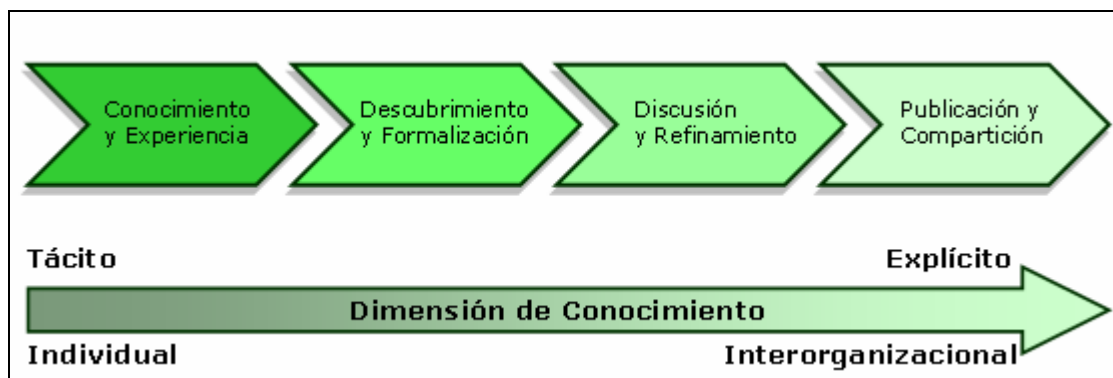 Conocimiento
y Experiencia
Descubrimiento
y Formalización
Discusión
y Refinamiento
Publicación y
Compartición
Tácito
Explícito
Dimensión de Conocimiento
Individual
Interorganizacional